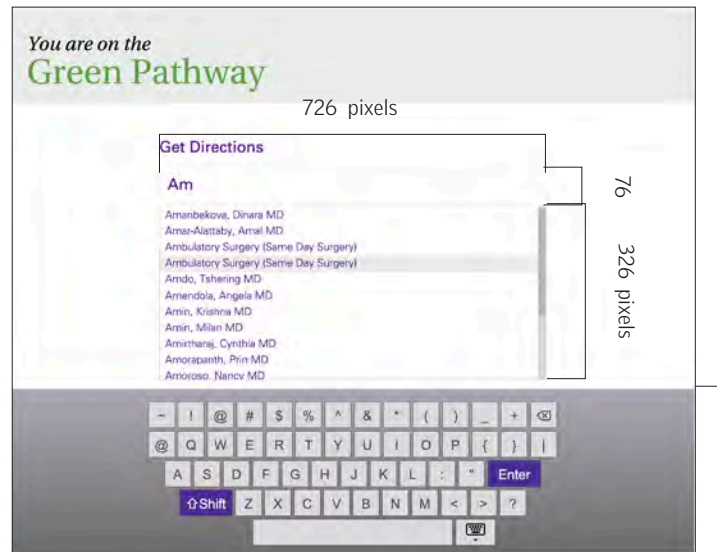 You are on the
Green Pathway
726 pixels
Get Directions
Am
76
Amanbekova, Dinara MD
Amar-Alattaby, Amal MD
Ambulatory Surgery (Same Day Surgery)
Ambulatory Surgery (Same Day Surgery)
Amdo, Tshering MD
Amendola, Angela MD
Amin, Krishna MD
Amin, Milan MD
Amirtharaj, Cynthia MD
Amorapanth, Prin MD
Amoroso, Nancy MD
326 pixels
~ ! @ # $ % ^ & * ( ) _ +
@ Q W E R T Y U I O P { } |
A S D F G H J K L : " Enter
Shift Z X C V B N M < > ?